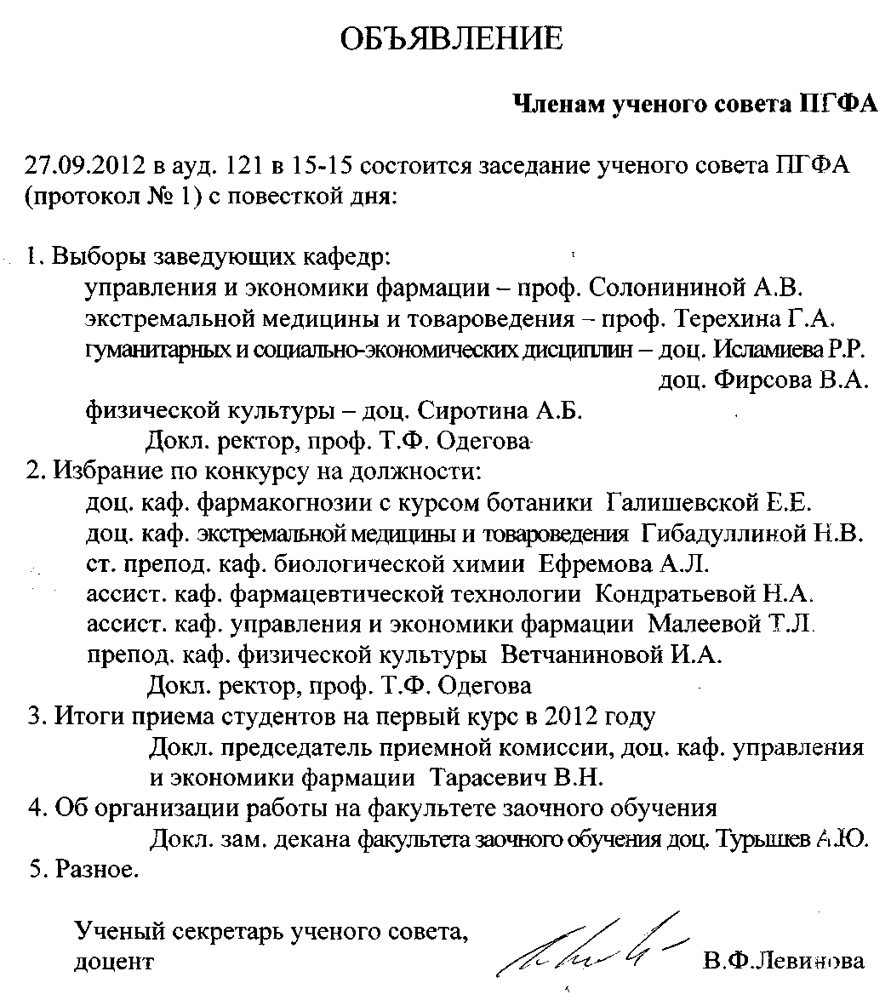 ОБЪЯВЛЕНИЕ
Членам ученого совета ПГФА
27.09.2012 в ауд. 121 в 15-15 состоится заседание ученого совета ПГФА
(протокол № 1) с повесткой дня:
1. Выборы заведующих кафедр:
управления и экономики фармации – проф. Солонининой А.В.
экстремальной медицины и товароведения – проф. Терехина Г.А.
гуманитарных и социально-экономических дисциплин – доц. Исламиева Р.Р.
доц. Фирсова В.А.
физической культуры – доц. Сиротина А.Б.
Докл. ректор, проф. Т.Ф. Одегова
2. Избрание по конкурсу на должности:
доц. каф. фармакогнозии с курсом ботаники Галишевской Е.Е.
доц. каф. экстремальной медицины и товароведения Гибадуллиной Н.В.
ст. препод. каф. биологической химии Ефремова А.Л.
ассист. каф. фармацевтической технологии Кондратьевой Н.А.
ассист. каф. управления и экономики фармации Малеевой Т.Л.
препод. каф. физической культуры Ветчаниновой И.А.
Докл. ректор, проф. Т.Ф. Одегова
3. Итоги приема студентов на первый курс в 2012 году
Докл. председатель приемной комиссии, доц. каф. управления
и экономики фармации Тарасевич В.Н.
4. Об организации работы на факультете заочного обучения
Докл. зам. декана факультета заочного обучения доц. Турышев А.Ю.
5. Разное.
Ученый секретарь ученого совета,
доцент В.Ф.Левинова